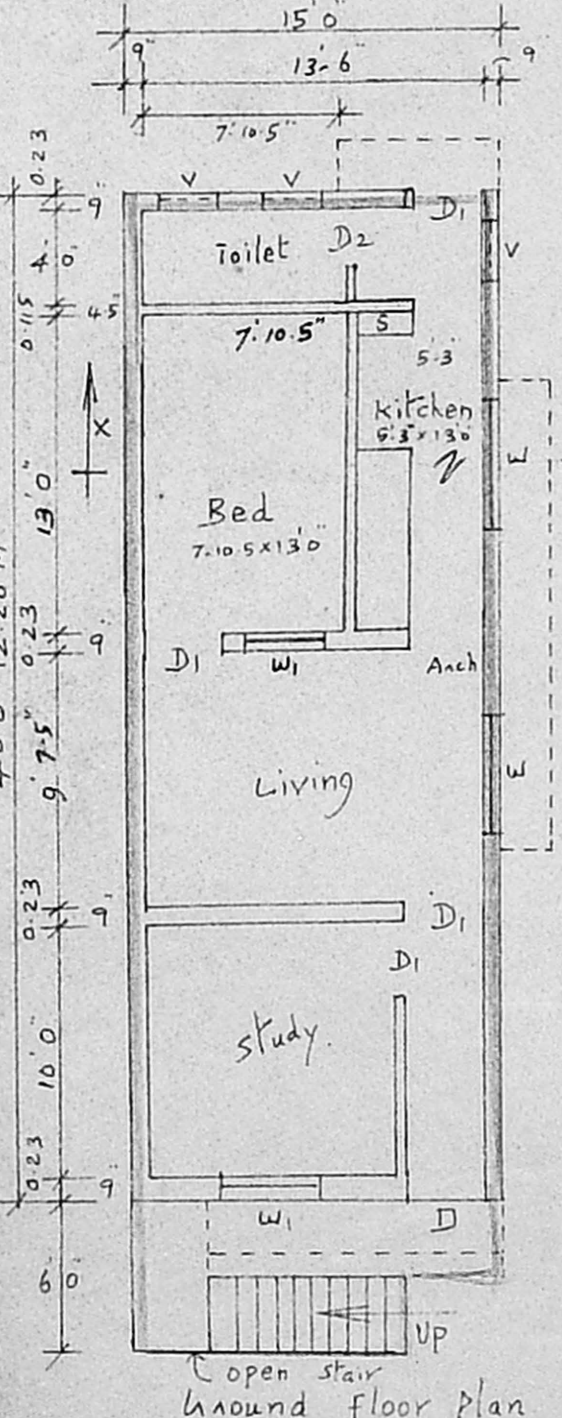 15'0"
9" 13'-6" 9
7'10.5"
0.23
9"
V V D1
Toilet D2 V
4'0"
0.115
4.5
7'.10.5" S
5'.3"
X
Kitchen
5'.3"x13'0"
W
13'0"
Bed
7'-10.5x13'0"
0.23
9"
D1 W1 Arch
9'7.5"
Living
W
0.23
9"
D1
D1
10'0"
Study.
0.23
9"
W1 D
6'0"
UP
open stair
Ground floor plan